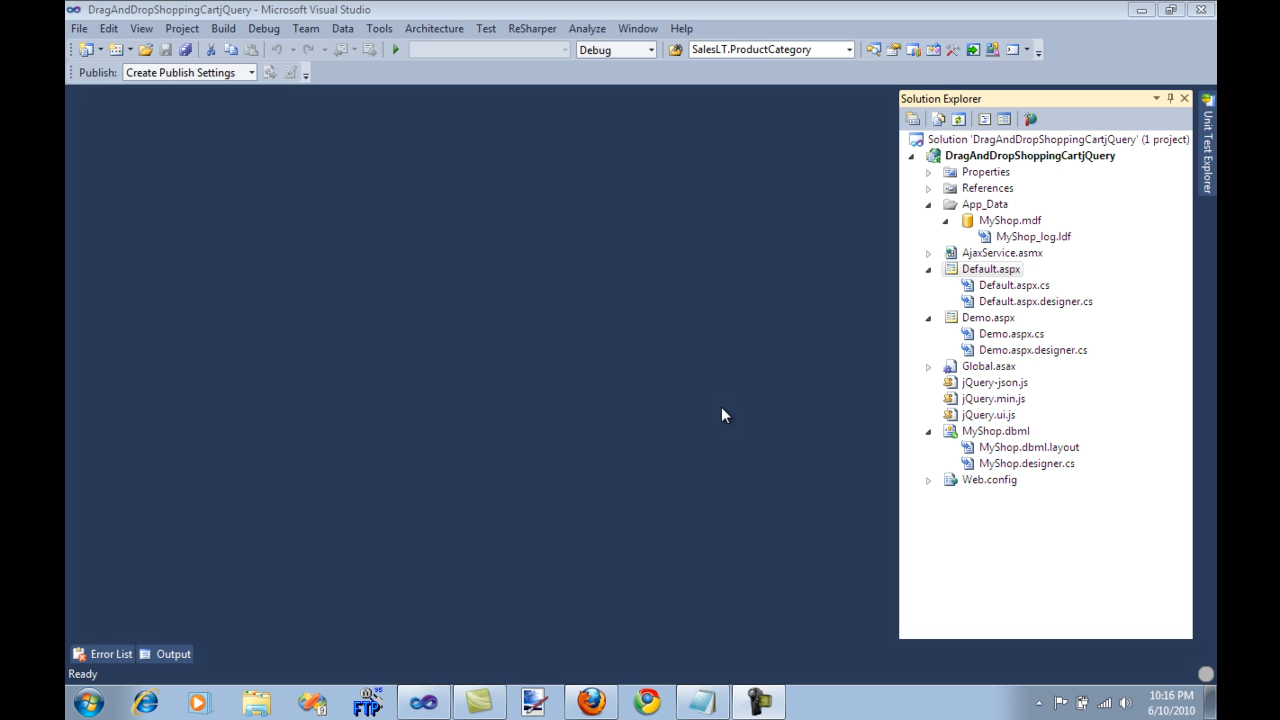 DragAndDropShoppingCartjQuery - Microsoft Visual Studio
File Edit View Project Build Debug Team Data Tools Architecture Test ReSharper Analyze Window Help
Debug SalesLT.ProductCategory
Publish: Create Publish Settings
Solution Explorer
Unit Test Explorer
Solution 'DragAndDropShoppingCartjQuery' (1 project)
DragAndDropShoppingCartjQuery
Properties
References
App_Data
MyShop.mdf
MyShop_log.ldf
AjaxService.asmx
Default.aspx
Default.aspx.cs
Default.aspx.designer.cs
Demo.aspx
Demo.aspx.cs
Demo.aspx.designer.cs
Global.asax
jQuery-json.js
jQuery.min.js
jQuery.ui.js
MyShop.dbml
MyShop.dbml.layout
MyShop.designer.cs
Web.config
Error List Output
Ready
FTP
10:16 PM
6/10/2010